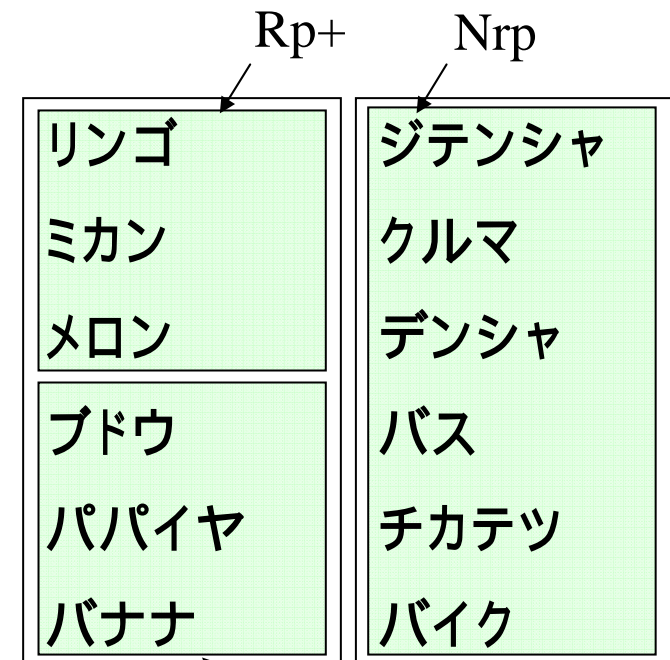 Rp+
Nrp
リンゴ
ミカン
メロン
ブドウ
パパイヤ
バナナ
ジテンシャ
クルマ
デンシャ
バス
チカテツ
バイク